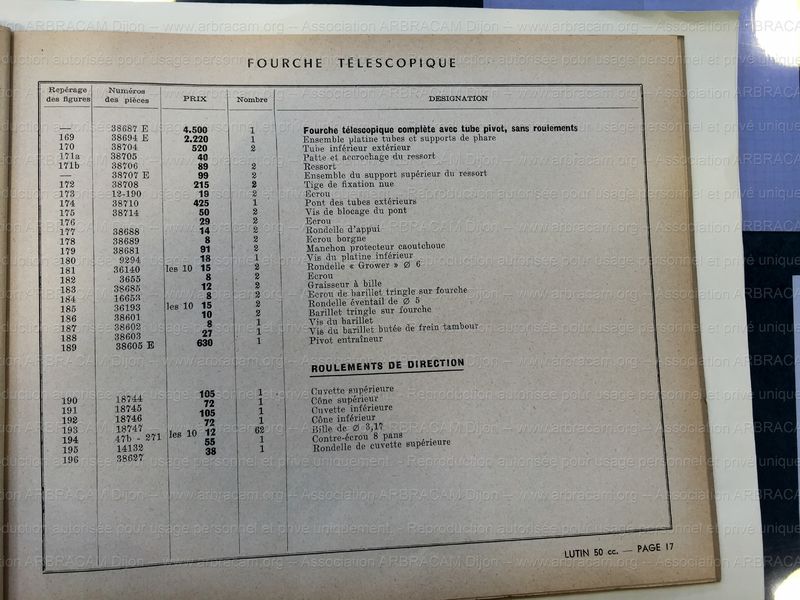 FOURCHE TÉLESCOPIQUE
Repérage des figures Numéros des pièces PRIX Nombre DESIGNATION
— 38687 E 4.500 1 Fourche télescopique complète avec tube pivot, sans roulements
169 38694 E 2.220 1 Ensemble platine tubes et supports de phare
170 38704 520 2 Tube inférieur extérieur
171a 38705 40 Patte et accrochage du ressort
171b 38706 89 2 Ressort
— 38707 E 99 2 Ensemble du support supérieur du ressort
172 38708 215 2 Tige de fixation nue
173 12-190 19 2 Ecrou
174 38710 425 1 Pont des tubes extérieurs
175 38714 50 2 Vis de blocage du pont
176 29 2 Ecrou
177 38688 14 2 Rondelle d'appui
178 38689 8 2 Ecrou borgne
179 38681 91 2 Manchon protecteur caoutchouc
180 9294 18 1 Vis du platine inférieur
181 36140 les 10 15 2 Rondelle « Grower » Ø 6
182 3655 8 2 Ecrou
183 38685 12 2 Graisseur à bille
184 16653 8 2 Ecrou de barillet tringle sur fourche
185 36193 les 10 15 2 Rondelle éventail de Ø 5
186 38601 10 2 Barillet tringle sur fourche
187 38602 8 1 Vis du barillet
188 38603 27 1 Vis du barillet butée de frein tambour
189 38605 E 630 1 Pivot entraîneur
ROULEMENTS DE DIRECTION
190 18744 105 1 Cuvette supérieure
191 18745 72 1 Cône supérieur
192 18746 105 1 Cuvette inférieure
193 18747 72 1 Cône inférieur
194 47b - 271 les 10 12 62 Bille de Ø 3,17
195 14132 55 1 Contre-écrou 8 pans
196 38627 38 1 Rondelle de cuvette supérieure
LUTIN 50 cc. — PAGE 17